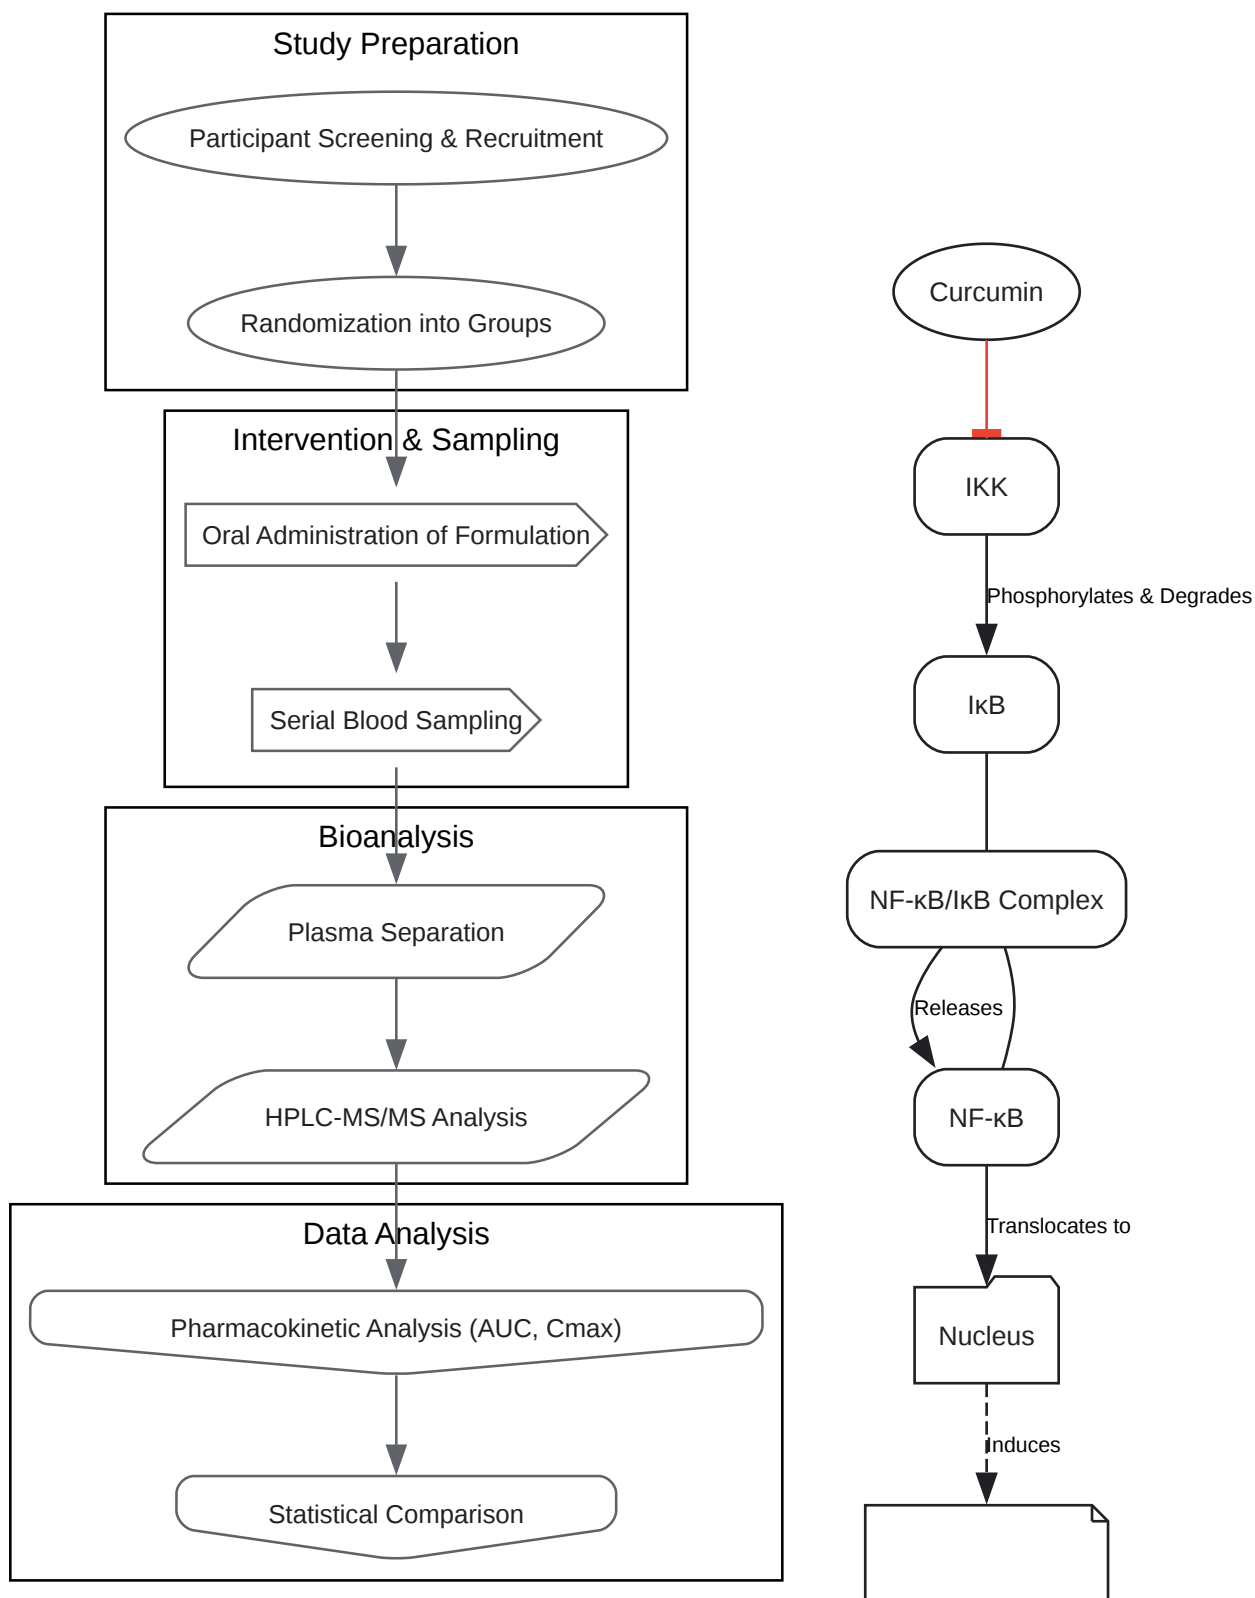 Study Preparation
Participant Screening & Recruitment
Randomization into Groups
Intervention & Sampling
Oral Administration of Formulation
Serial Blood Sampling
Bioanalysis
Plasma Separation
HPLC-MS/MS Analysis
Data Analysis
Pharmacokinetic Analysis (AUC, Cmax)
Statistical Comparison
Curcumin
IKK
Phosphorylates & Degrades
IκB
NF-κB/IκB Complex
Releases
NF-κB
Translocates to
Nucleus
Induces